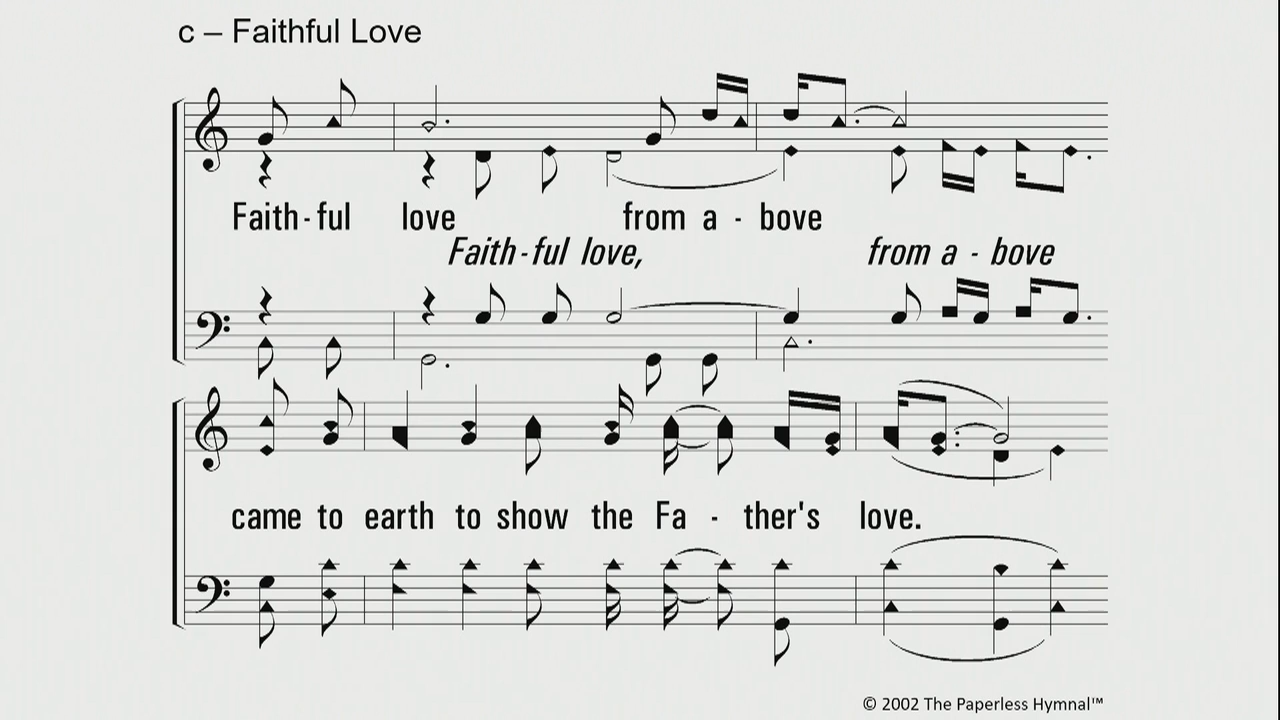 c – Faithful Love
Faith - ful love from a - bove
Faith - ful love, from a - bove
came to earth to show the Fa - ther's love.
© 2002 The Paperless Hymnal™